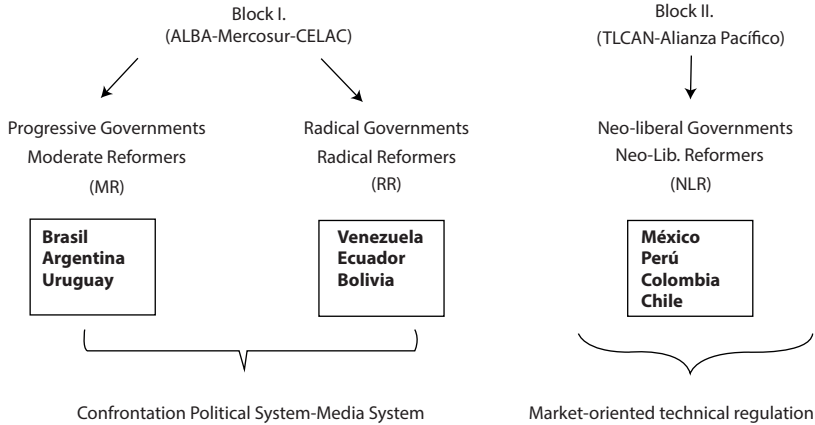 Block I.
(ALBA-Mercosur-CELAC)
Progressive Governments
Moderate Reformers
(MR)
Brasil
Argentina
Uruguay
Radical Governments
Radical Reformers
(RR)
Venezuela
Ecuador
Bolivia
Confrontation Political System-Media System
Block II.
(TLCAN-Alianza Pacífico)
Neo-liberal Governments
Neo-Lib. Reformers
(NLR)
México
Perú
Colombia
Chile
Market-oriented technical regulation